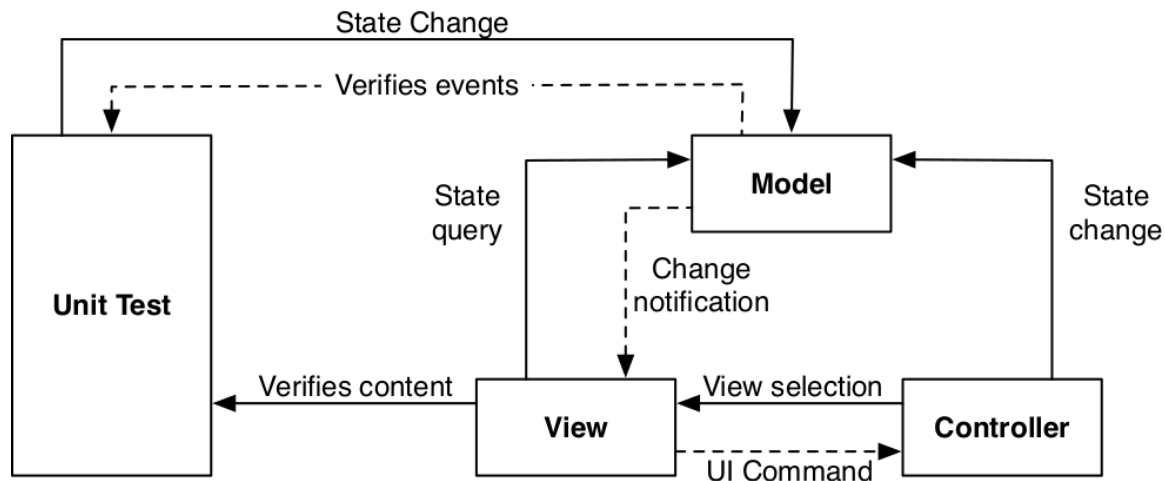 State Change
Verifies events
Model
State
query
State
change
Change
notification
Unit Test
Verifies content
View selection
View
Controller
UI Command